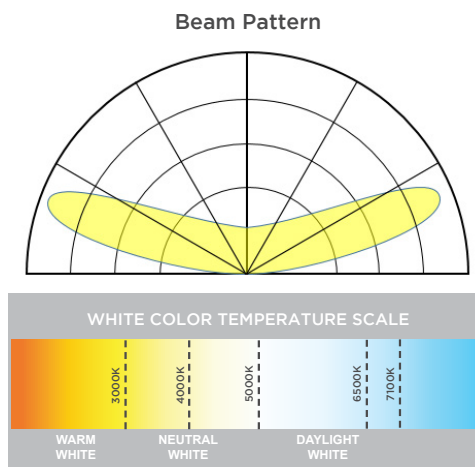 Beam Pattern
WHITE COLOR TEMPERATURE SCALE
3000K
4000K
5000K
6500K
7100K
WARM
WHITE
NEUTRAL
WHITE
DAYLIGHT
WHITE